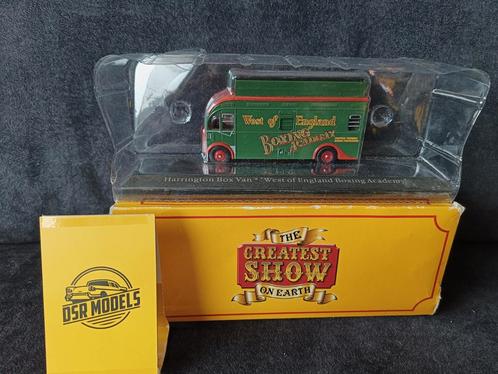 West of England
BOXING
ACADEMY
Harrington Box Van • 'West of England Boxing Academy'
THE
GREATEST
SHOW
ON EARTH
DSR MODELS